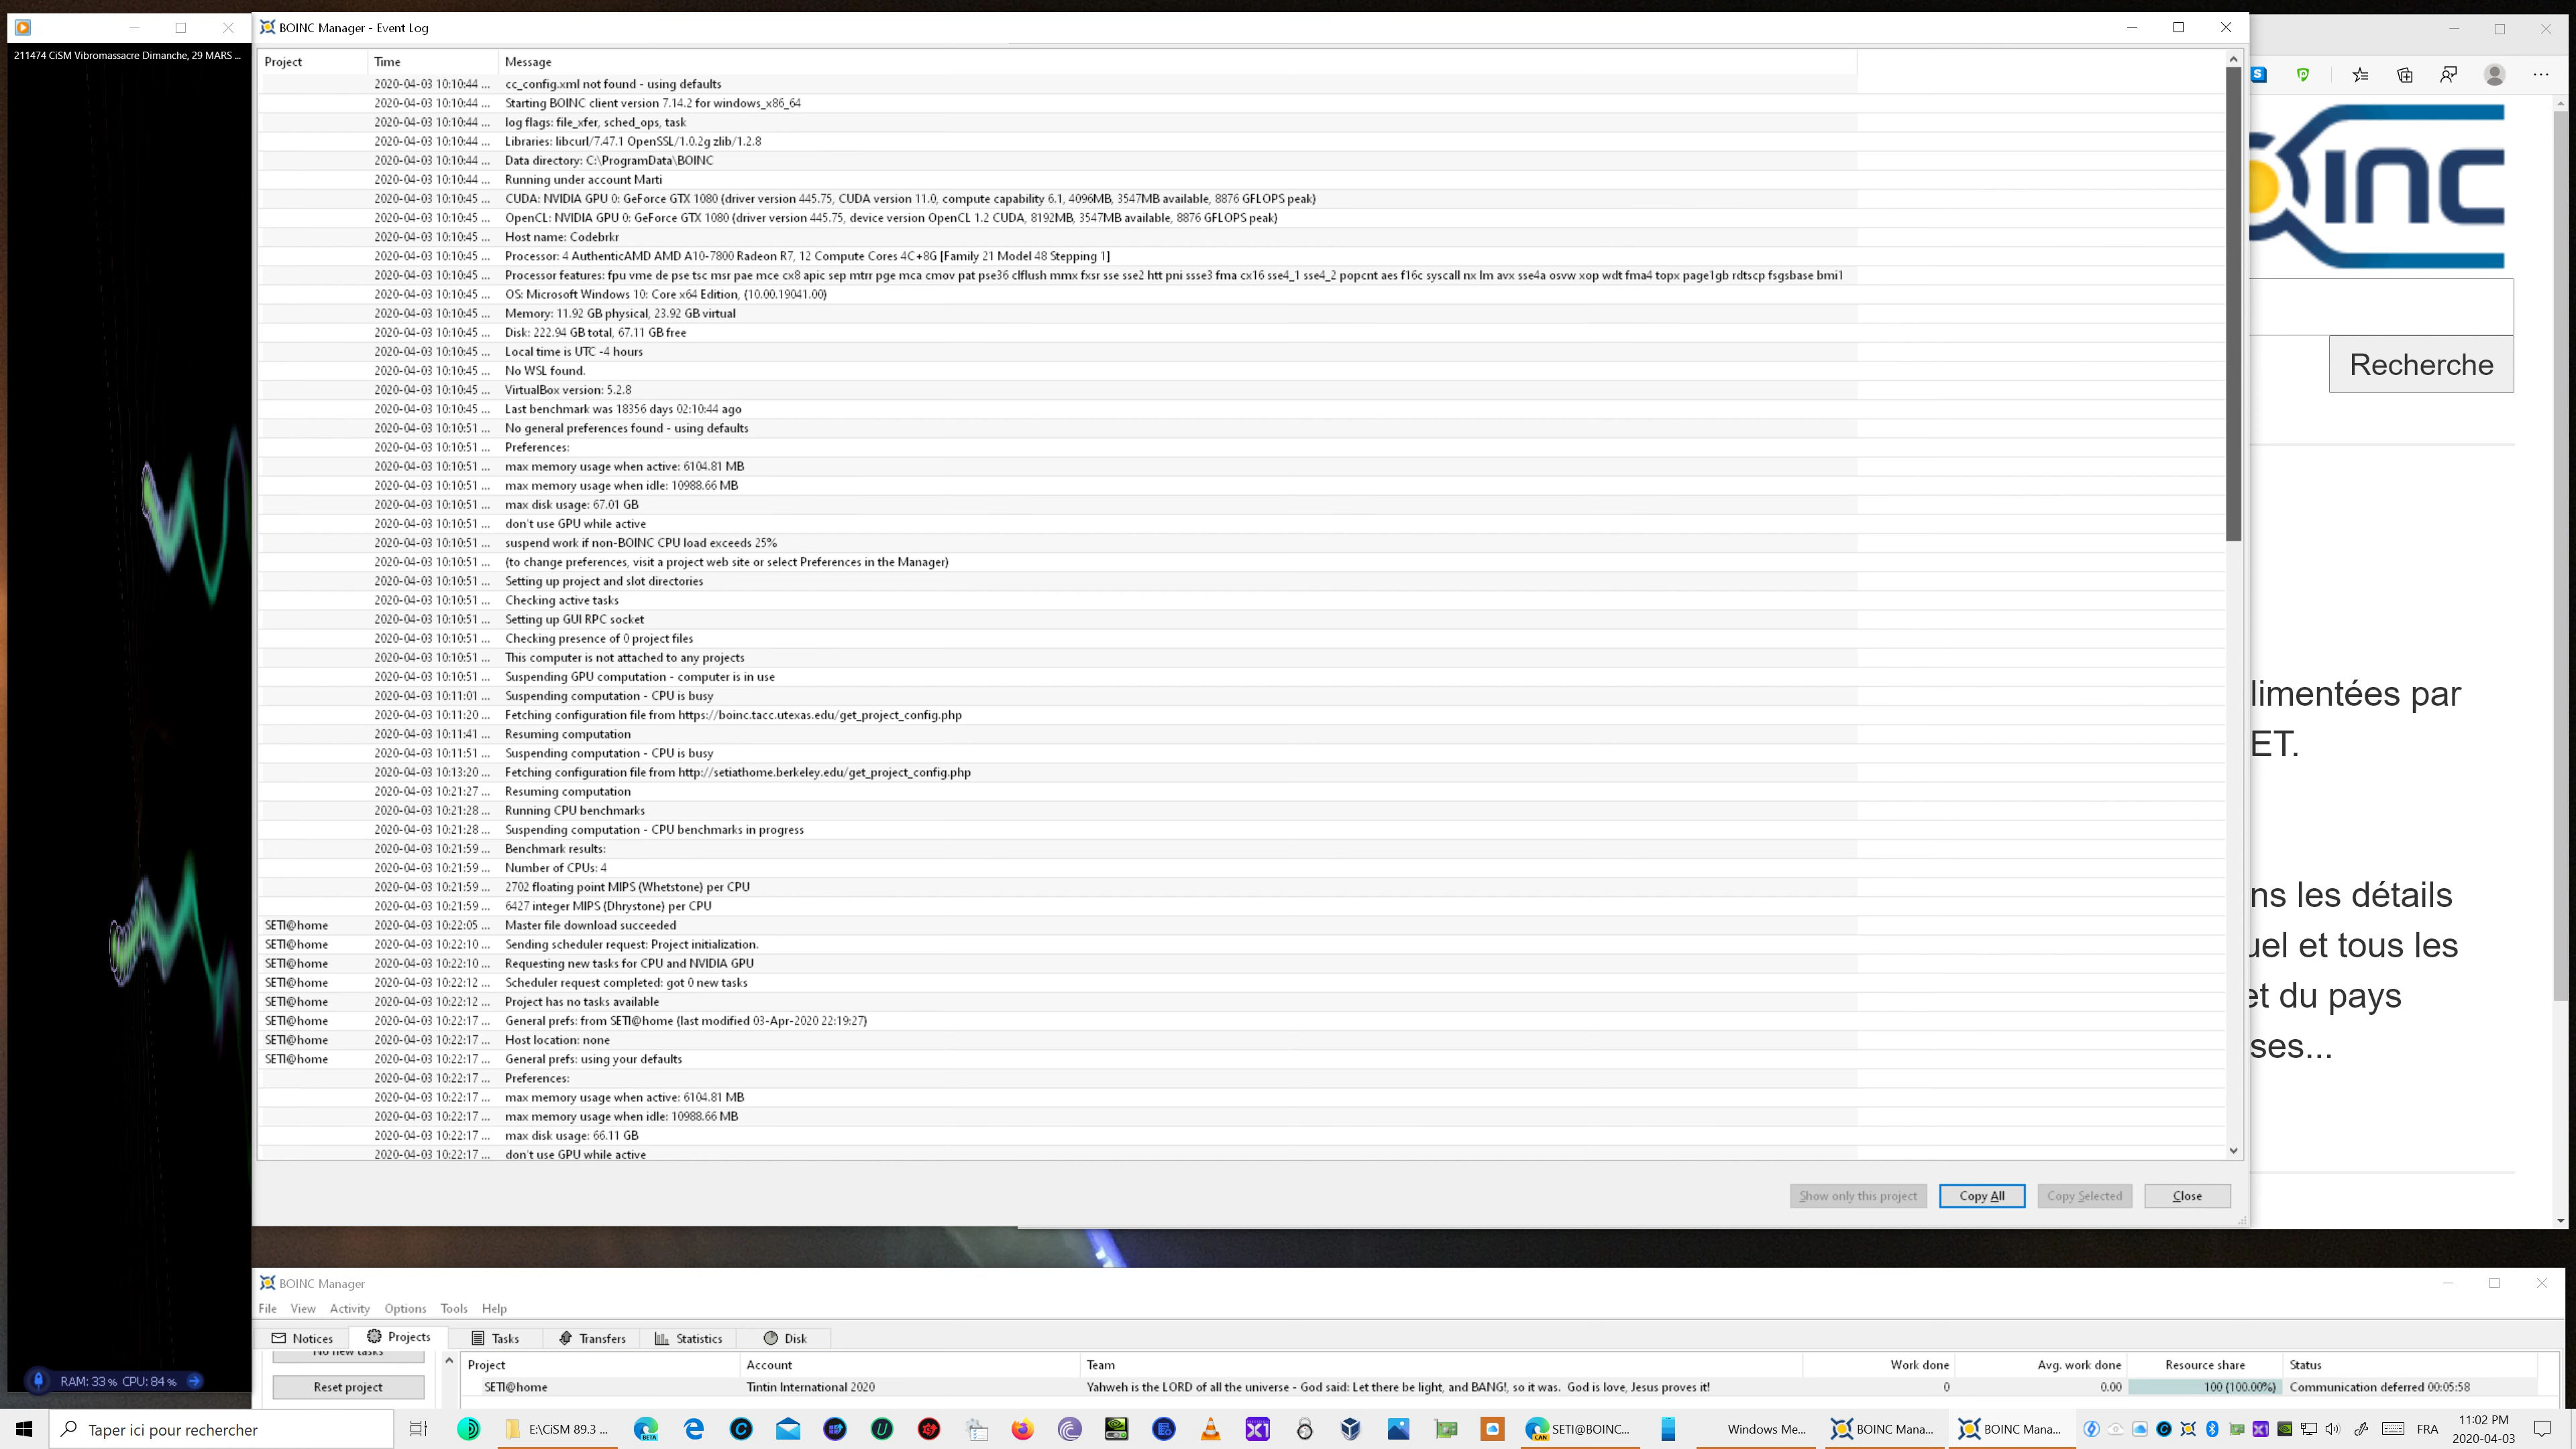 211474 CiSM Vibromassacre Dimanche, 29 MARS ...
BOINC Manager - Event Log
Project Time Message
2020-04-03 10:10:44 ... cc_config.xml not found - using defaults
2020-04-03 10:10:44 ... Starting BOINC client version 7.14.2 for windows_x86_64
2020-04-03 10:10:44 ... log flags: file_xfer, sched_ops, task
2020-04-03 10:10:44 ... Libraries: libcurl/7.47.1 OpenSSL/1.0.2g zlib/1.2.8
2020-04-03 10:10:44 ... Data directory: C:\ProgramData\BOINC
2020-04-03 10:10:44 ... Running under account Marti
2020-04-03 10:10:45 ... CUDA: NVIDIA GPU 0: GeForce GTX 1080 (driver version 445.75, CUDA version 11.0, compute capability 6.1, 4096MB, 3547MB available, 8876 GFLOPS peak)
2020-04-03 10:10:45 ... OpenCL: NVIDIA GPU 0: GeForce GTX 1080 (driver version 445.75, device version OpenCL 1.2 CUDA, 8192MB, 3547MB available, 8876 GFLOPS peak)
2020-04-03 10:10:45 ... Host name: Codebrkr
2020-04-03 10:10:45 ... Processor: 4 AuthenticAMD AMD A10-7800 Radeon R7, 12 Compute Cores 4C+8G [Family 21 Model 48 Stepping 1]
2020-04-03 10:10:45 ... Processor features: fpu vme de pse tsc msr pae mce cx8 apic sep mtrr pge mca cmov pat pse36 clflush mmx fxsr sse sse2 htt pni ssse3 fma cx16 sse4_1 sse4_2 popcnt aes f16c syscall nx lm avx sse4a osvw xop wdt fma4 topx page1gb rdtscp fsgsbase bmi1
2020-04-03 10:10:45 ... OS: Microsoft Windows 10: Core x64 Edition, (10.00.19041.00)
2020-04-03 10:10:45 ... Memory: 11.92 GB physical, 23.92 GB virtual
2020-04-03 10:10:45 ... Disk: 222.94 GB total, 67.11 GB free
2020-04-03 10:10:45 ... Local time is UTC -4 hours
2020-04-03 10:10:45 ... No WSL found.
2020-04-03 10:10:45 ... VirtualBox version: 5.2.8
2020-04-03 10:10:45 ... Last benchmark was 18356 days 02:10:44 ago
2020-04-03 10:10:51 ... No general preferences found - using defaults
2020-04-03 10:10:51 ... Preferences:
2020-04-03 10:10:51 ... max memory usage when active: 6104.81 MB
2020-04-03 10:10:51 ... max memory usage when idle: 10988.66 MB
2020-04-03 10:10:51 ... max disk usage: 67.01 GB
2020-04-03 10:10:51 ... don't use GPU while active
2020-04-03 10:10:51 ... suspend work if non-BOINC CPU load exceeds 25%
2020-04-03 10:10:51 ... (to change preferences, visit a project web site or select Preferences in the Manager)
2020-04-03 10:10:51 ... Setting up project and slot directories
2020-04-03 10:10:51 ... Checking active tasks
2020-04-03 10:10:51 ... Setting up GUI RPC socket
2020-04-03 10:10:51 ... Checking presence of 0 project files
2020-04-03 10:10:51 ... This computer is not attached to any projects
2020-04-03 10:10:51 ... Suspending GPU computation - computer is in use
2020-04-03 10:11:01 ... Suspending computation - CPU is busy
2020-04-03 10:11:20 ... Fetching configuration file from https://boinc.tacc.utexas.edu/get_project_config.php
2020-04-03 10:11:41 ... Resuming computation
2020-04-03 10:11:51 ... Suspending computation - CPU is busy
2020-04-03 10:13:20 ... Fetching configuration file from http://setiathome.berkeley.edu/get_project_config.php
2020-04-03 10:21:27 ... Resuming computation
2020-04-03 10:21:28 ... Running CPU benchmarks
2020-04-03 10:21:28 ... Suspending computation - CPU benchmarks in progress
2020-04-03 10:21:59 ... Benchmark results:
2020-04-03 10:21:59 ... Number of CPUs: 4
2020-04-03 10:21:59 ... 2702 floating point MIPS (Whetstone) per CPU
2020-04-03 10:21:59 ... 6427 integer MIPS (Dhrystone) per CPU
SETI@home 2020-04-03 10:22:05 ... Master file download succeeded
SETI@home 2020-04-03 10:22:10 ... Sending scheduler request: Project initialization.
SETI@home 2020-04-03 10:22:10 ... Requesting new tasks for CPU and NVIDIA GPU
SETI@home 2020-04-03 10:22:12 ... Scheduler request completed: got 0 new tasks
SETI@home 2020-04-03 10:22:12 ... Project has no tasks available
SETI@home 2020-04-03 10:22:17 ... General prefs: from SETI@home (last modified 03-Apr-2020 22:19:27)
SETI@home 2020-04-03 10:22:17 ... Host location: none
SETI@home 2020-04-03 10:22:17 ... General prefs: using your defaults
2020-04-03 10:22:17 ... Preferences:
2020-04-03 10:22:17 ... max memory usage when active: 6104.81 MB
2020-04-03 10:22:17 ... max memory usage when idle: 10988.66 MB
2020-04-03 10:22:17 ... max disk usage: 66.11 GB
2020-04-03 10:22:17 ... don't use GPU while active
Show only this project Copy All Copy Selected Close
OINC
Recherche
limentées par
ET.
ns les détails
uel et tous les
et du pays
ses...
BOINC Manager
File View Activity Options Tools Help
Notices Projects Tasks Transfers Statistics Disk
No new tasks
Reset project
Project Account Team Work done Avg. work done Resource share Status
SETI@home Tintin International 2020 Yahweh is the LORD of all the universe - God said: Let there be light, and BANG!, so it was. God is love, Jesus proves it! 0 0.00 100 (100.00%) Communication deferred 00:05:58
RAM: 33 % CPU: 84 %
Taper ici pour rechercher
E:\CiSM 89.3 ...
BETA
CAN
SETI@BOINC...
Windows Me...
BOINC Mana...
BOINC Mana...
FRA
11:02 PM
2020-04-03